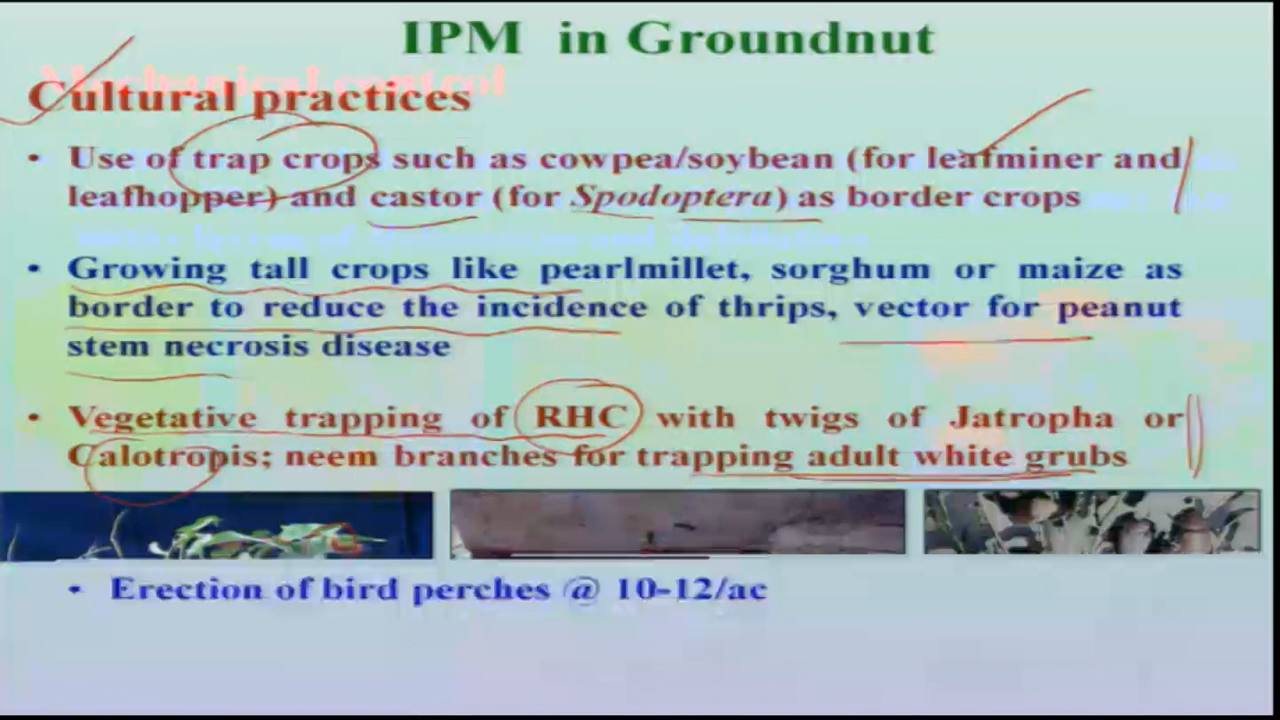 IPM in Groundnut
Mechanical control
Cultural practices
• Use of trap crops such as cowpea/soybean (for leafminer and
leafhopper) and castor (for Spodoptera) as border crops
• Growing tall crops like pearlmillet, sorghum or maize as
border to reduce the incidence of thrips, vector for peanut
stem necrosis disease
• Vegetative trapping of RHC with twigs of Jatropha or
Calotropis; neem branches for trapping adult white grubs
• Erection of bird perches @ 10-12/ac